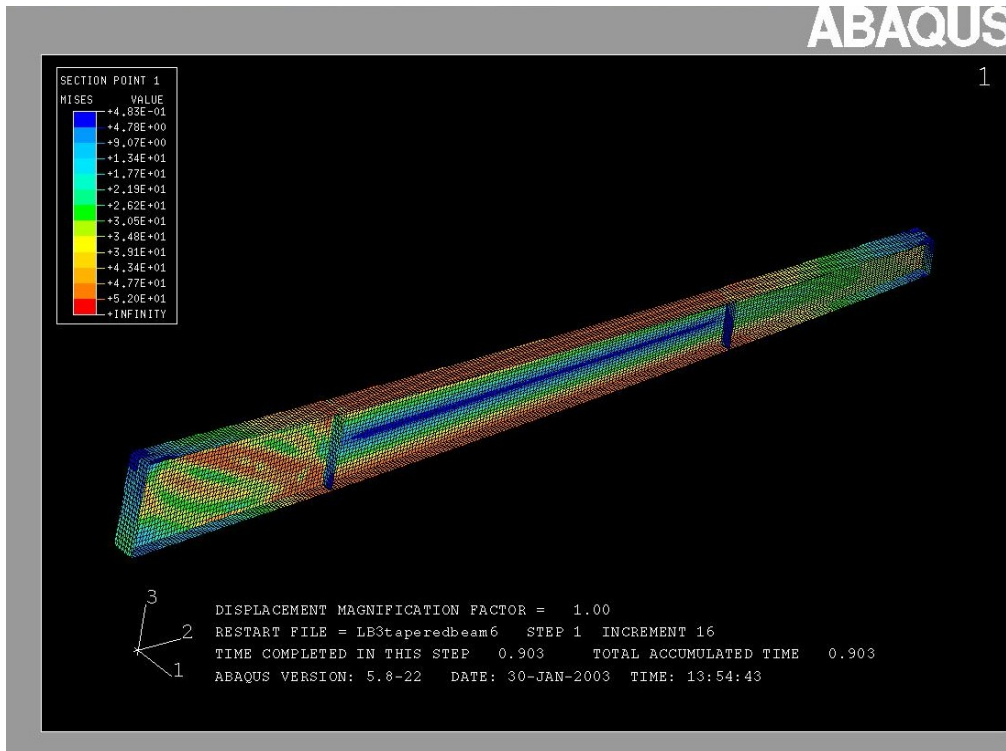 ABAQUS
1
SECTION POINT 1
MISES VALUE
+4.83E-01
+4.78E+00
+9.07E+00
+1.34E+01
+1.77E+01
+2.19E+01
+2.62E+01
+3.05E+01
+3.48E+01
+3.91E+01
+4.34E+01
+4.77E+01
+5.20E+01
+INFINITY
3
2
1
DISPLACEMENT MAGNIFICATION FACTOR = 1.00
RESTART FILE = LB3taperedbeam6 STEP 1 INCREMENT 16
TIME COMPLETED IN THIS STEP 0.903 TOTAL ACCUMULATED TIME 0.903
ABAQUS VERSION: 5.8-22 DATE: 30-JAN-2003 TIME: 13:54:43